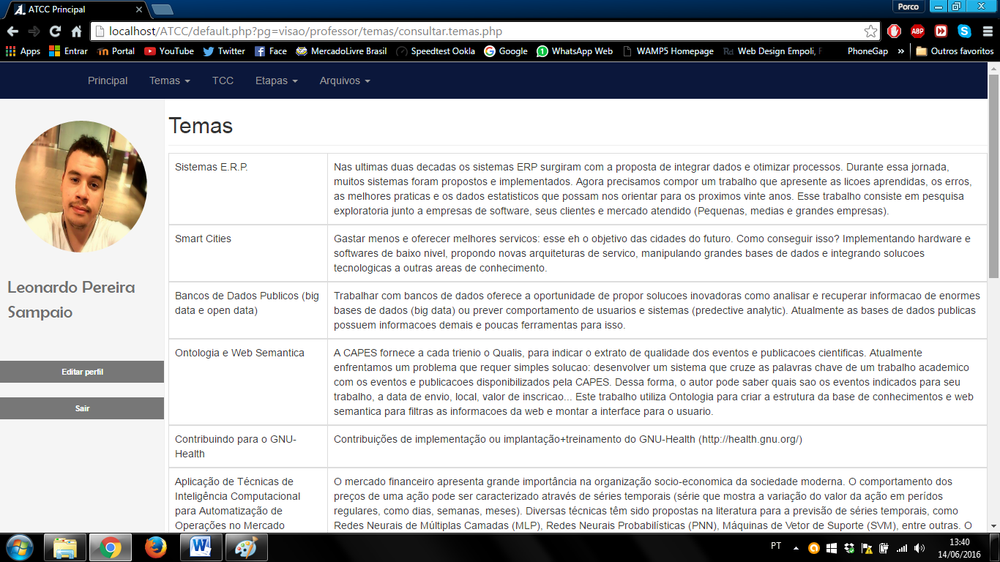 ATCC Principal
Porco
localhost/ATCC/default.php?pg=visao/professor/temas/consultar.temas.php
ABP
Apps Entrar Portal YouTube Twitter Face MercadoLivre Brasil Speedtest Ookla Google WhatsApp Web WAMP5 Homepage Rd Web Design Empoli, F PhoneGap » Outros favoritos
Principal Temas TCC Etapas Arquivos
Temas
Leonardo Pereira
Sampaio
Editar perfil
Sair
Sistemas E.R.P.
Nas ultimas duas decadas os sistemas ERP surgiram com a proposta de integrar dados e otimizar processos. Durante essa jornada,
muitos sistemas foram propostos e implementados. Agora precisamos compor um trabalho que apresente as licoes aprendidas, os erros,
as melhores praticas e os dados estatisticos que possam nos orientar para os proximos vinte anos. Esse trabalho consiste em pesquisa
exploratoria junto a empresas de software, seus clientes e mercado atendido (Pequenas, medias e grandes empresas).
Smart Cities
Gastar menos e oferecer melhores servicos: esse eh o objetivo das cidades do futuro. Como conseguir isso? Implementando hardware e
softwares de baixo nivel, propondo novas arquiteturas de servico, manipulando grandes bases de dados e integrando solucoes
tecnologicas a outras areas de conhecimento.
Bancos de Dados Publicos (big
data e open data)
Trabalhar com bancos de dados oferece a oportunidade de propor solucoes inovadoras como analisar e recuperar informacao de enormes
bases de dados (big data) ou prever comportamento de usuarios e sistemas (predective analytic). Atualmente as bases de dados publicas
possuem informacoes demais e poucas ferramentas para isso.
Ontologia e Web Semantica
A CAPES fornece a cada trienio o Qualis, para indicar o extrato de qualidade dos eventos e publicacoes cientificas. Atualmente
enfrentamos um problema que requer simples solucao: desenvolver um sistema que cruze as palavras chave de um trabalho academico
com os eventos e publicacoes disponibilizados pela CAPES. Dessa forma, o autor pode saber quais sao os eventos indicados para seu
trabalho, a data de envio, local, valor de inscricao... Este trabalho utiliza Ontologia para criar a estrutura da base de conhecimentos e web
semantica para filtras as informacoes da web e montar a interface para o usuario.
Contribuindo para o GNU-
Health
Contribuições de implementação ou implantação+treinamento do GNU-Health (http://health.gnu.org/)
Aplicação de Técnicas de
Inteligência Computacional
para Automatização de
Operações no Mercado
O mercado financeiro apresenta grande importância na organização socio-economica da sociedade moderna. O comportamento dos
preços de uma ação pode ser caracterizado através de séries temporais (série que mostra a variação do valor da ação em perídos
regulares, como dias, semanas, meses). Diversas técnicas têm sido propostas na literatura para a previsão de séries temporais, como
Redes Neurais de Múltiplas Camadas (MLP), Redes Neurais Probabilísticas (PNN), Máquinas de Vetor de Suporte (SVM), entre outras. O
PT
13:40
14/06/2016